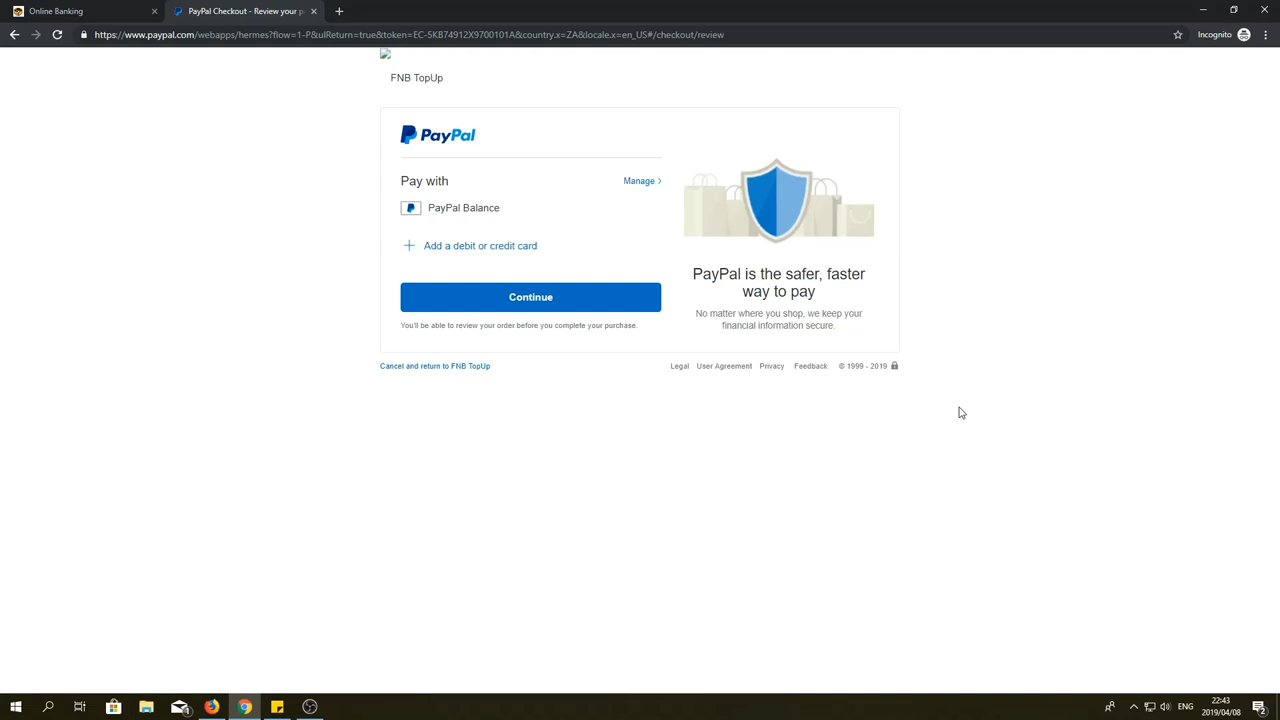 Online Banking
PayPal Checkout - Review your p
https://www.paypal.com/webapps/hermes?flow=1-P&ulReturn=true&token=EC-5KB74912X9700101A&country.x=ZA&locale.x=en_US#/checkout/review
Incognito
FNB TopUp
PayPal
Pay with
Manage
PayPal Balance
Add a debit or credit card
Continue
You'll be able to review your order before you complete your purchase.
PayPal is the safer, faster
way to pay
No matter where you shop, we keep your
financial information secure.
Cancel and return to FNB TopUp
Legal User Agreement Privacy Feedback © 1999 - 2019
ENG
22:43
2019/04/08
2